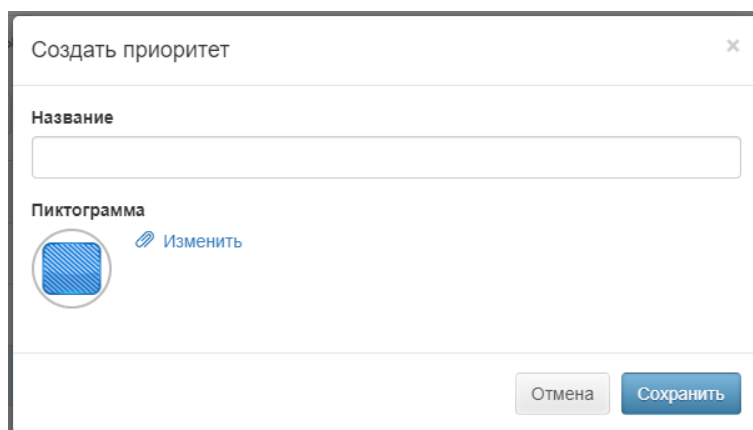 Создать приоритет
Название
Пиктограмма
Изменить
Отмена Сохранить